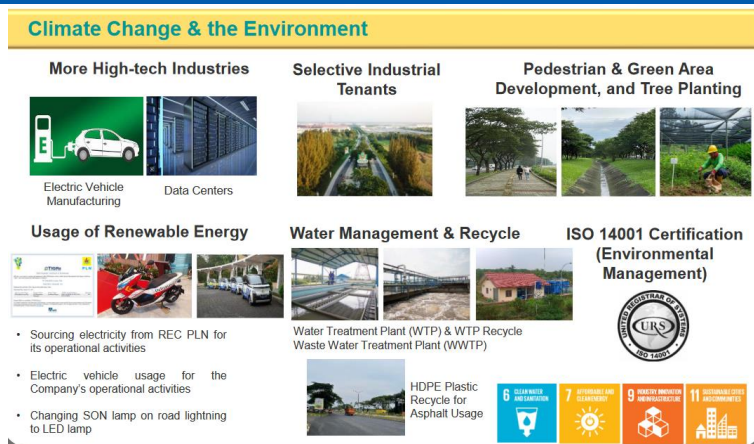 Climate Change & the Environment
More High-tech Industries
Electric Vehicle
Manufacturing
Data Centers
Selective Industrial
Tenants
Pedestrian & Green Area
Development, and Tree Planting
Usage of Renewable Energy
PLN
• Sourcing electricity from REC PLN for
its operational activities
• Electric vehicle usage for the
Company's operational activities
• Changing SON lamp on road lightning
to LED lamp
Water Management & Recycle
Water Treatment Plant (WTP) & WTP Recycle
Waste Water Treatment Plant (WWTP)
HDPE Plastic
Recycle for
Asphalt Usage
ISO 14001 Certification
(Environmental
Management)
UNITED REGISTRAR OF SYSTEMS
URS
ISO 14001
6 CLEAN WATER
AND SANITATION
7 AFFORDABLE AND
CLEAN ENERGY
9 INDUSTRY, INNOVATION
AND INFRASTRUCTURE
11 SUSTAINABLE CITIES
AND COMMUNITIES